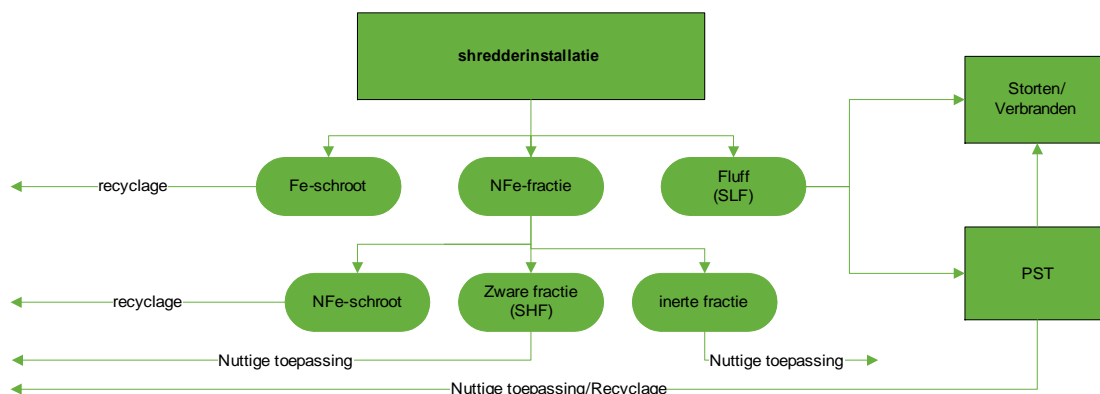 shredderinstallatie
Storten/
Verbranden
recyclage
Fe-schroot
NFe-fractie
Fluff
(SLF)
recyclage
NFe-schroot
Zware fractie
(SHF)
inerte fractie
PST
Nuttige toepassing
Nuttige toepassing
Nuttige toepassing/Recyclage